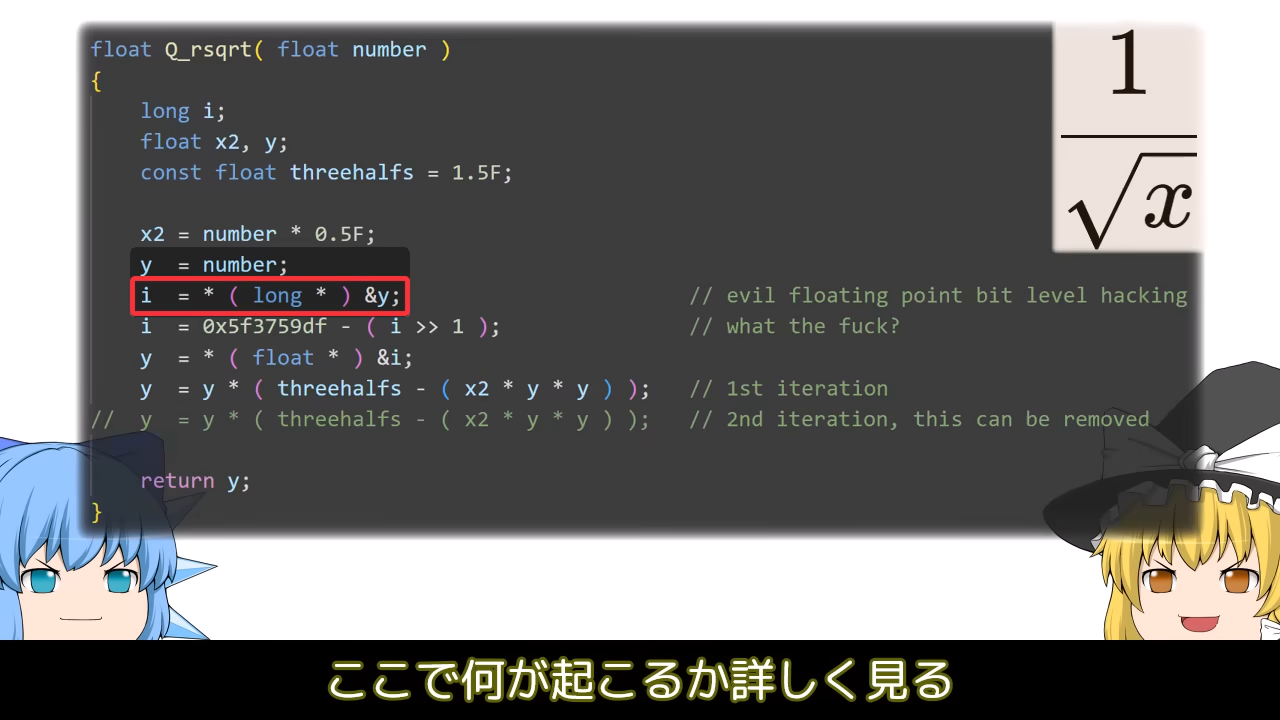 float Q_rsqrt( float number )
{
    long i;
    float x2, y;
    const float threehalfs = 1.5F;

    x2 = number * 0.5F;
    y  = number;
    i  = * ( long * ) &y;                       // evil floating point bit level hacking
    i  = 0x5f3759df - ( i >> 1 );               // what the fuck?
    y  = * ( float * ) &i;
    y  = y * ( threehalfs - ( x2 * y * y ) );   // 1st iteration
//  y  = y * ( threehalfs - ( x2 * y * y ) );   // 2nd iteration, this can be removed

    return y;
}
1
√x
ここで何が起こるか詳しく見る